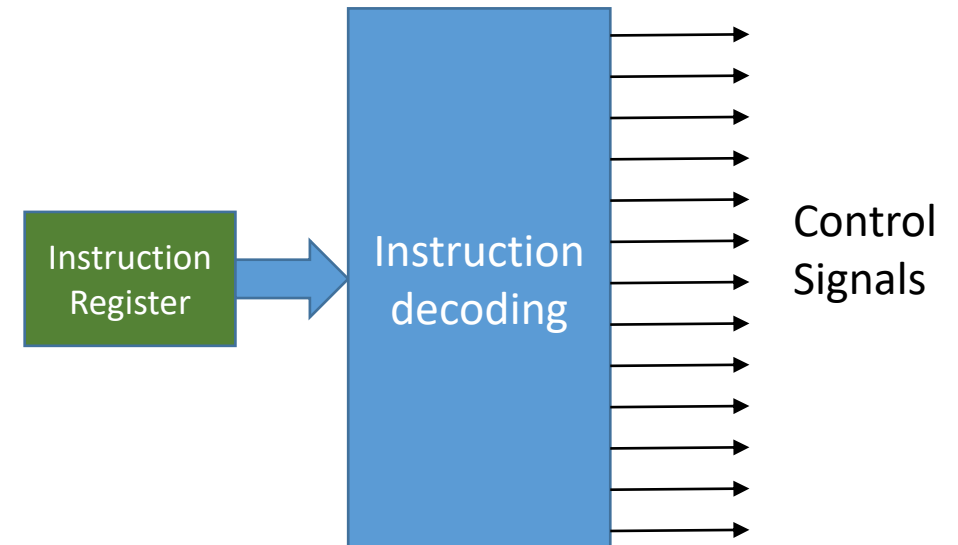 Instruction
Register
Instruction
decoding
Control
Signals